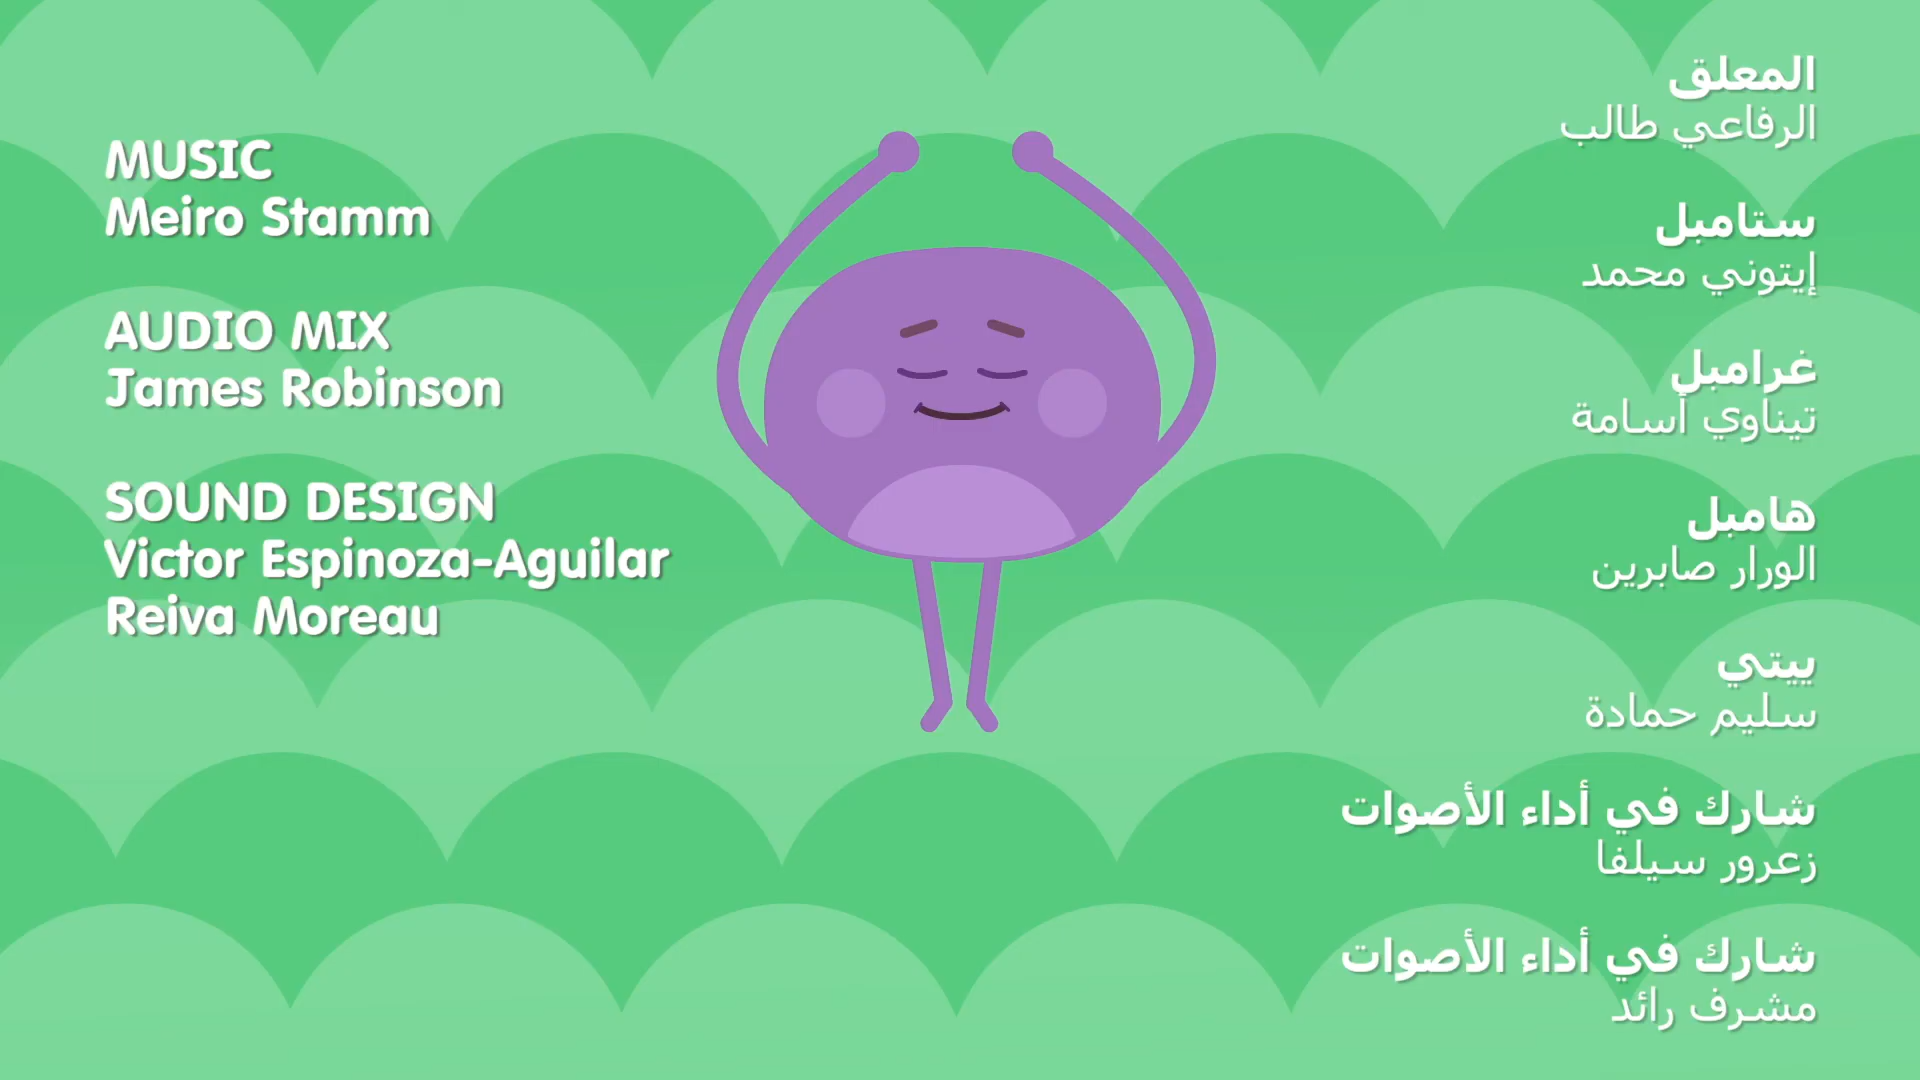 MUSIC
Meiro Stamm
AUDIO MIX
James Robinson
SOUND DESIGN
Victor Espinoza-Aguilar
Reiva Moreau
المعلق
الرفاعي طالب
ستامبل
إيتوني محمد
غرامبل
تيناوي أسامة
هامبل
الورار صابرين
ييتي
سليم حمادة
شارك في أداء الأصوات
زعرور سيلفا
شارك في أداء الأصوات
مشرف رائد